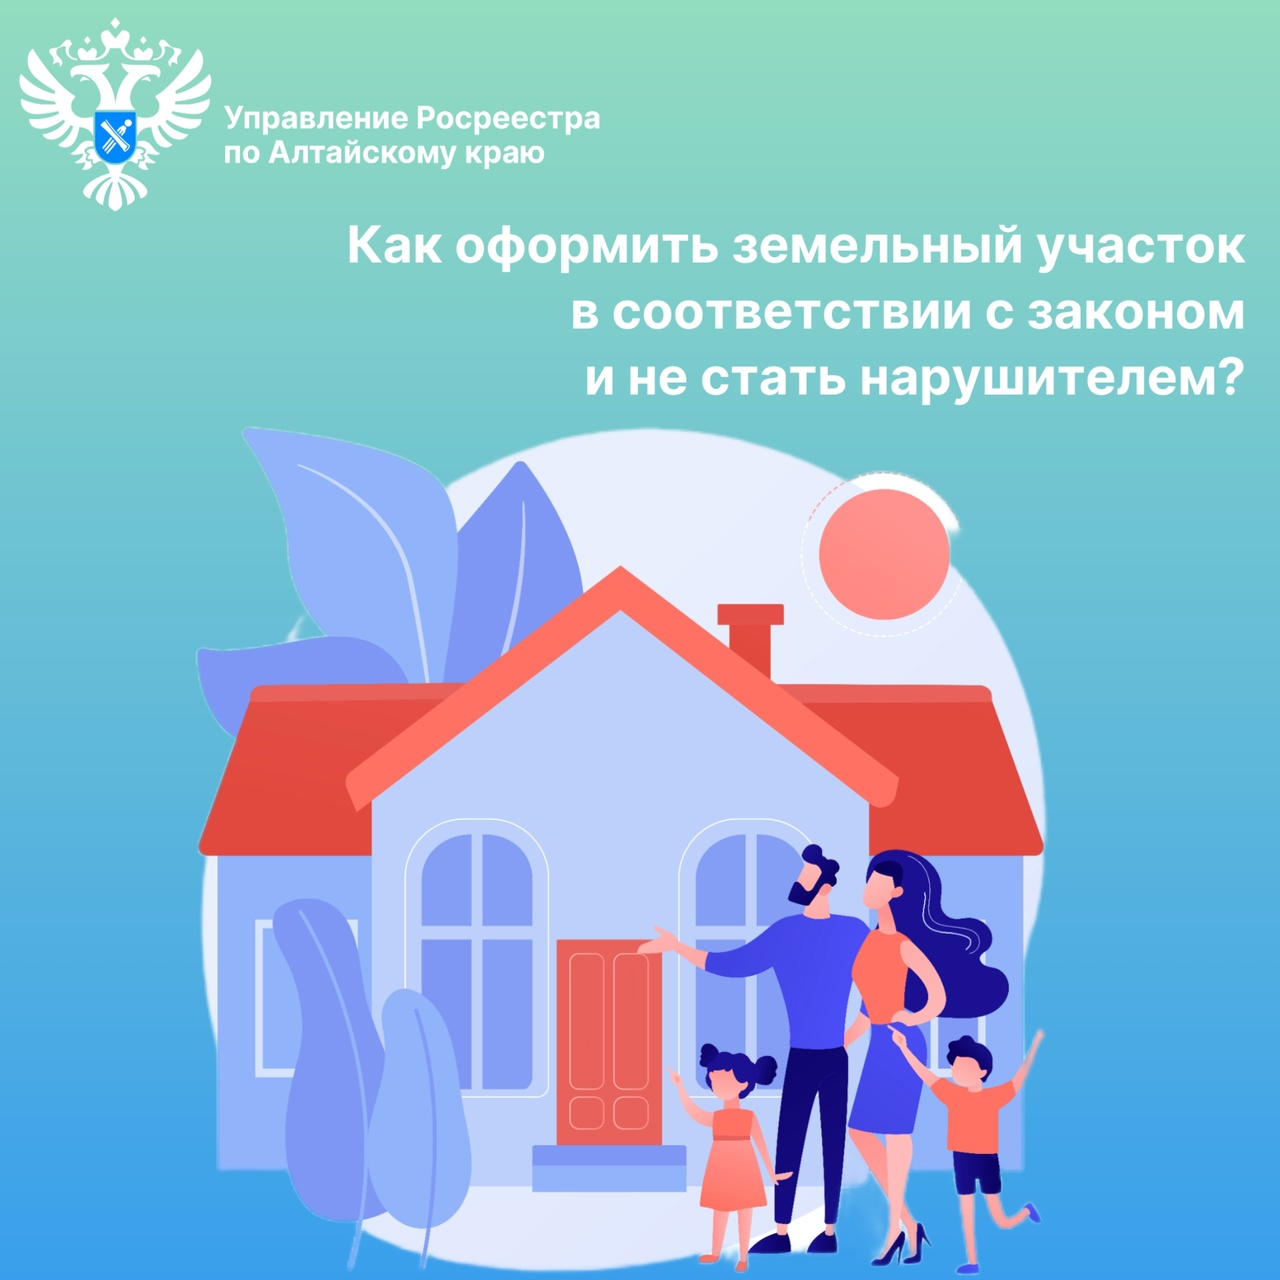 Управление Росреестра
по Алтайскому краю
Как оформить земельный участок
в соответствии с законом
и не стать нарушителем?